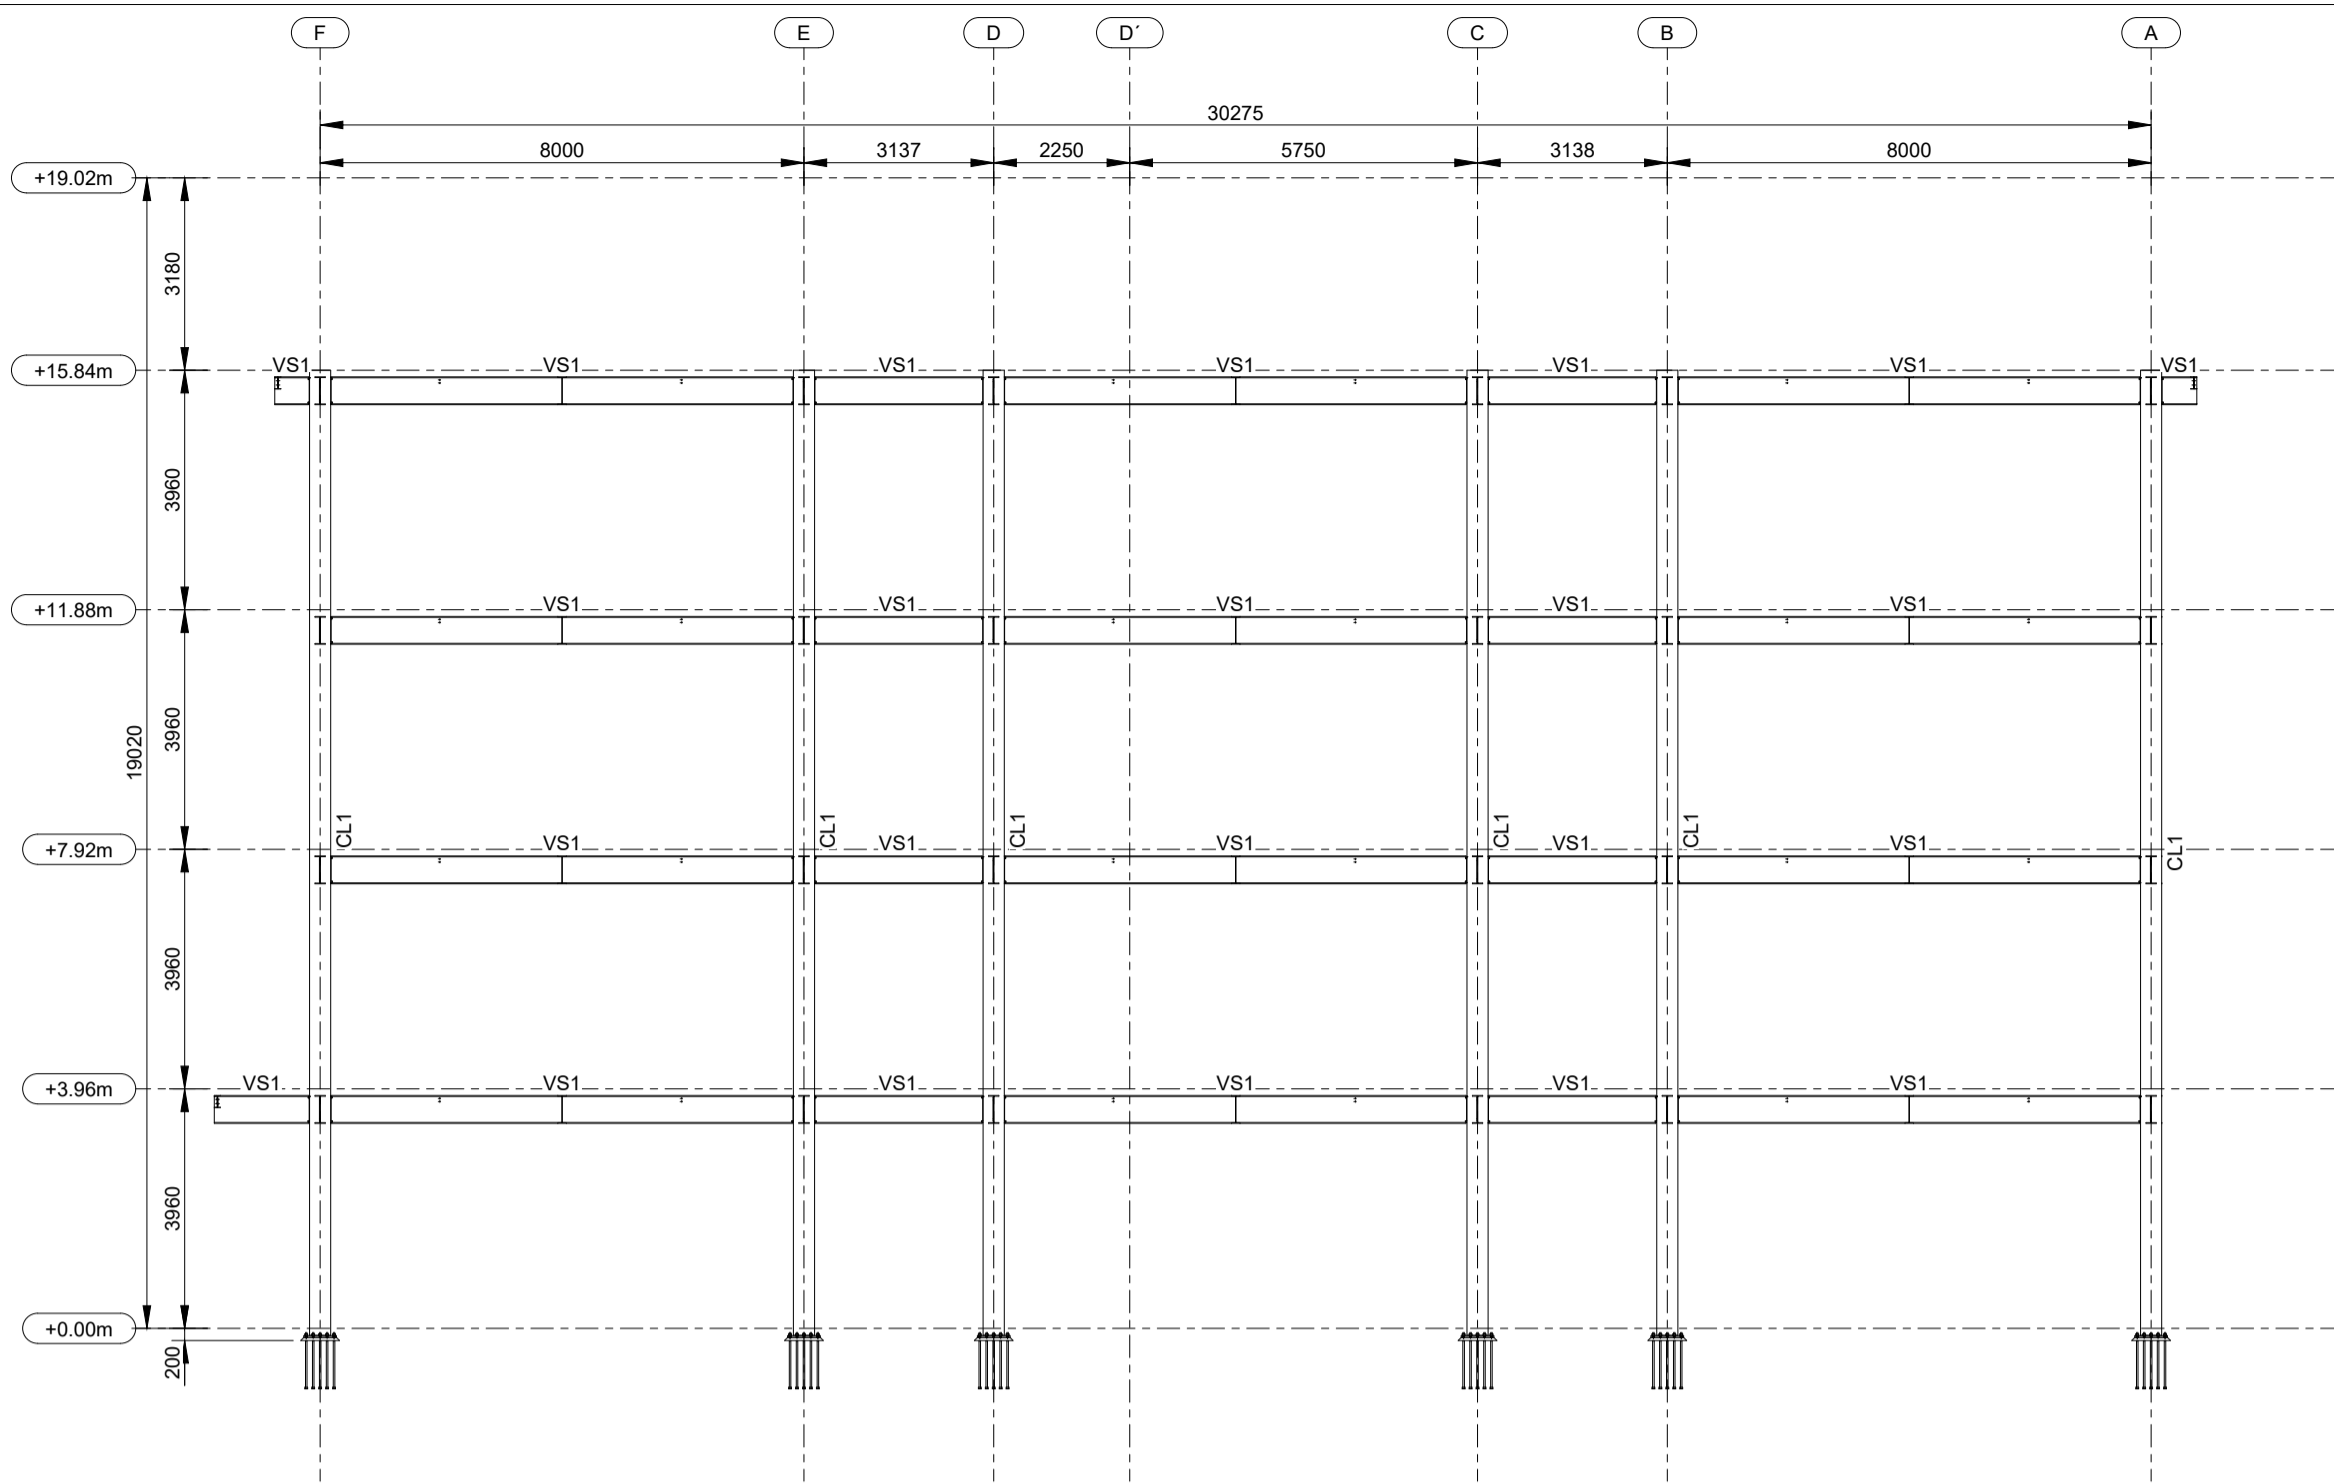 F E D D´ C B A
30275
8000 3137 2250 5750 3138 8000
+19.02m
3180
+15.84m VS1 VS1 VS1 VS1 VS1 VS1 VS1
3960
+11.88m VS1 VS1 VS1 VS1 VS1
3960
19020
CL1 CL1 CL1 CL1 CL1 CL1
+7.92m VS1 VS1 VS1 VS1 VS1
3960
+3.96m VS1 VS1 VS1 VS1 VS1 VS1
3960
+0.00m
200